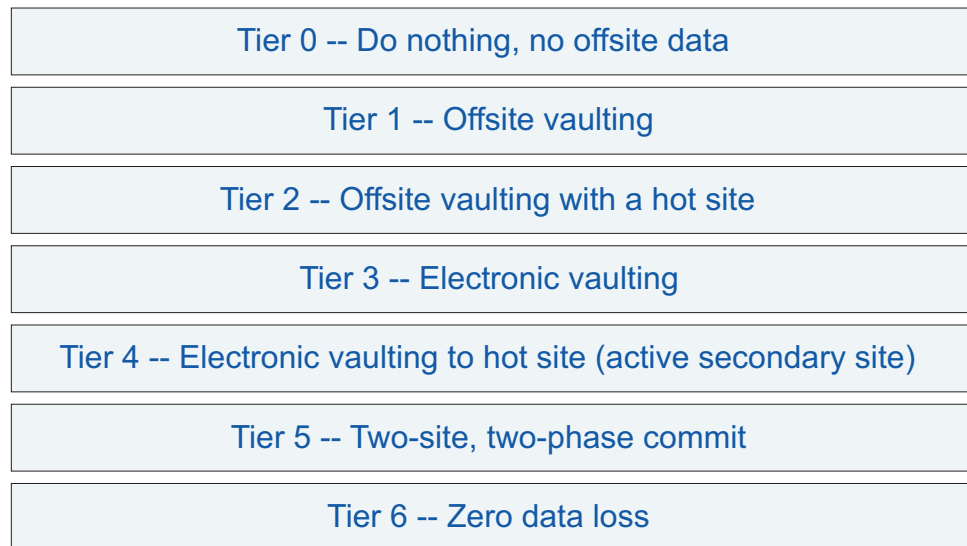 Tier 0 -- Do nothing, no offsite data
Tier 1 -- Offsite vaulting
Tier 2 -- Offsite vaulting with a hot site
Tier 3 -- Electronic vaulting
Tier 4 -- Electronic vaulting to hot site (active secondary site)
Tier 5 -- Two-site, two-phase commit
Tier 6 -- Zero data loss